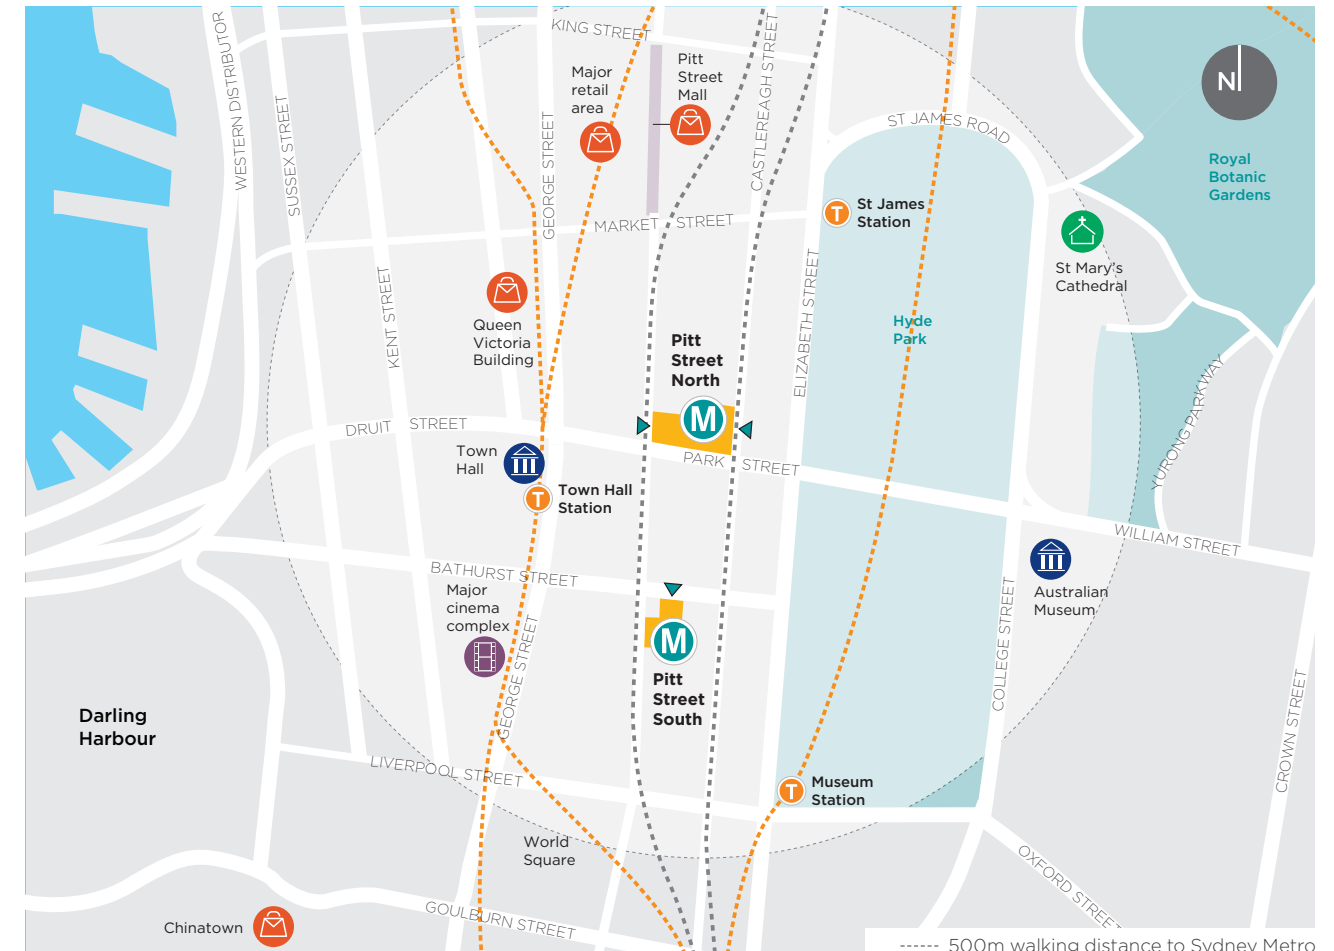 KING STREET
WESTERN DISTRIBUTOR
SUSSEX STREET
GEORGE STREET
CASTLEREAGH STREET
Major
retail
area
Pitt
Street
Mall
ST JAMES ROAD
N
Royal
Botanic
Gardens
T
St James
Station
MARKET STREET
St Mary's
Cathedral
KENT STREET
ELIZABETH STREET
Queen
Victoria
Building
Hyde
Park
Pitt
Street
North
M
YURONG PARKWAY
DRUIT STREET
Town
Hall
PARK STREET
T
Town Hall
Station
WILLIAM STREET
BATHURST STREET
Major
cinema
complex
Australian
Museum
COLLEGE STREET
M
GEORGE STREET
Pitt
Street
South
Darling
Harbour
CROWN STREET
LIVERPOOL STREET
T
Museum
Station
World
Square
OXFORD STREET
GOULBURN STREET
Chinatown
500m walking distance to Sydney Metro